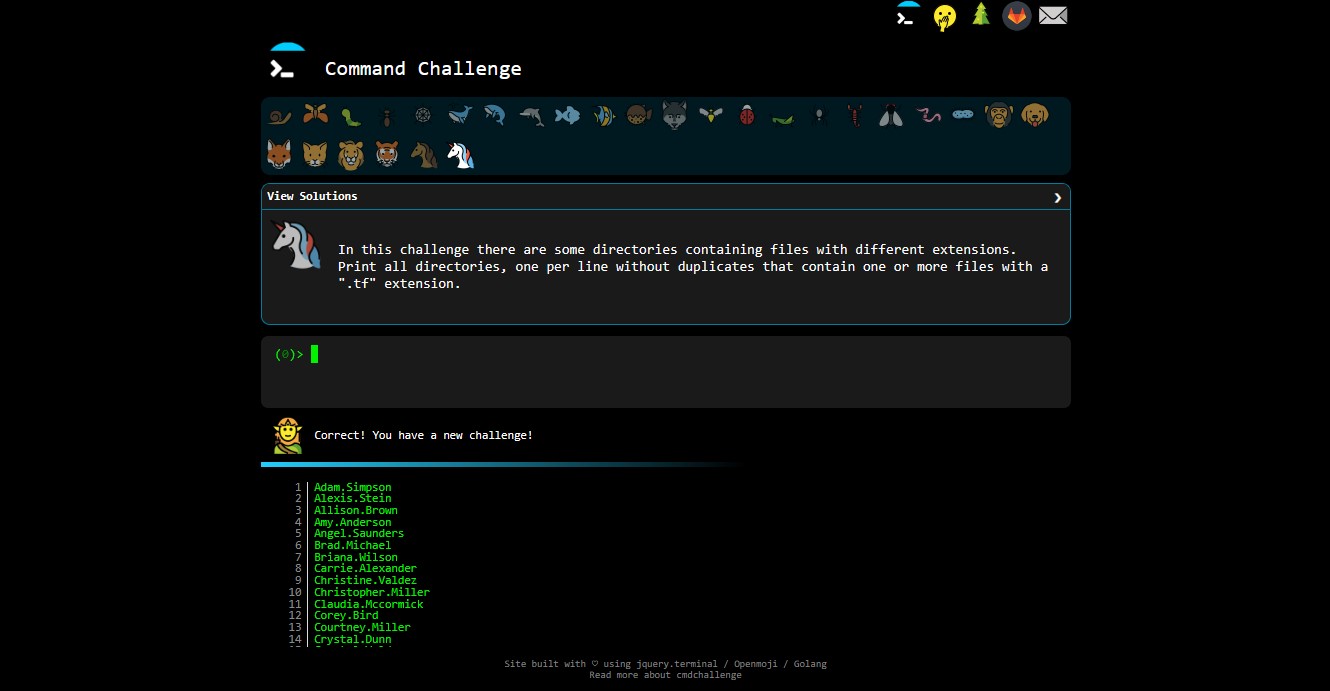 Command Challenge
View Solutions
In this challenge there are some directories containing files with different extensions.
Print all directories, one per line without duplicates that contain one or more files with a
".tf" extension.
(0)>
Correct! You have a new challenge!
1 Adam.Simpson
2 Alexis.Stein
3 Allison.Brown
4 Amy.Anderson
5 Angel.Saunders
6 Brad.Michael
7 Briana.Wilson
8 Carrie.Alexander
9 Christine.Valdez
10 Christopher.Miller
11 Claudia.Mccormick
12 Corey.Bird
13 Courtney.Miller
14 Crystal.Dunn
Site built with ♡ using jquery.terminal / Openmoji / Golang
Read more about cmdchallenge